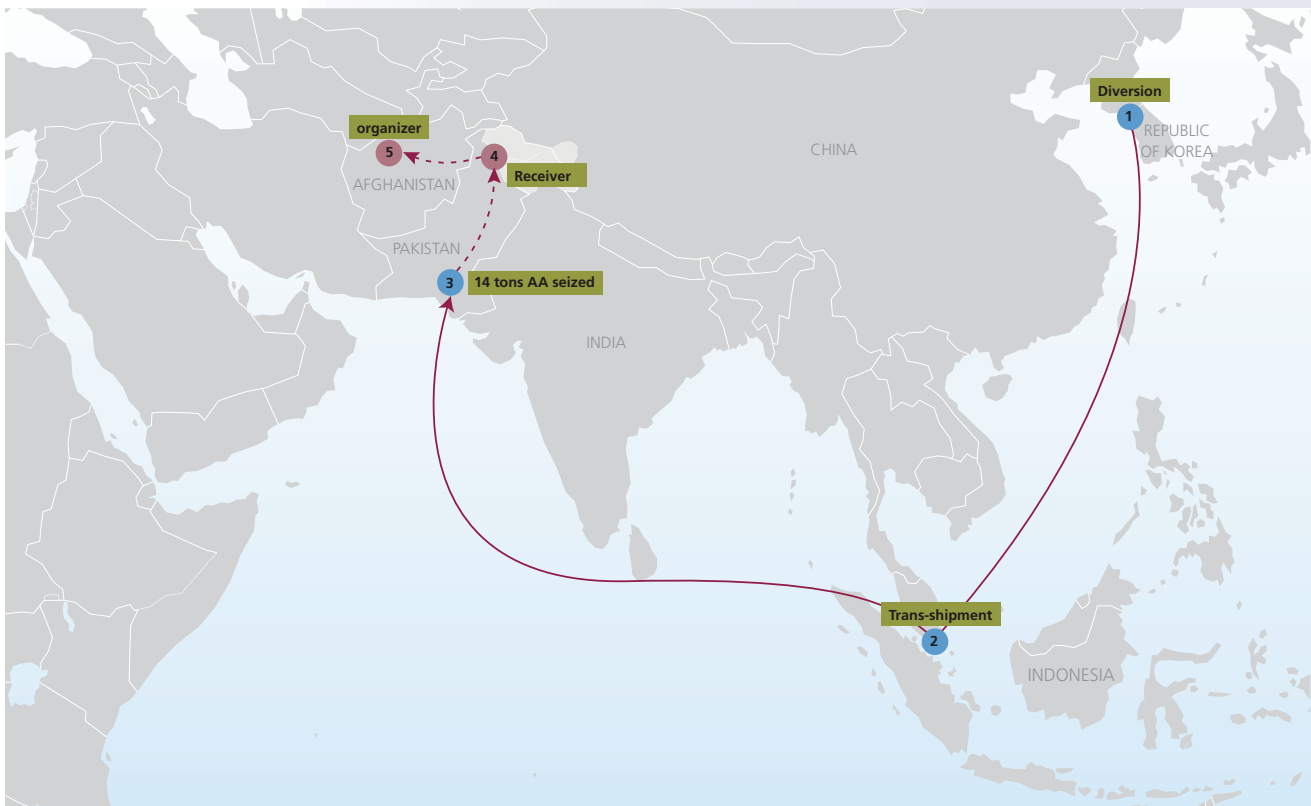 Diversion
1
REPUBLIC
OF KOREA
CHINA
organizer
5
4
AFGHANISTAN
Receiver
PAKISTAN
3
14 tons AA seized
INDIA
Trans-shipment
2
INDONESIA